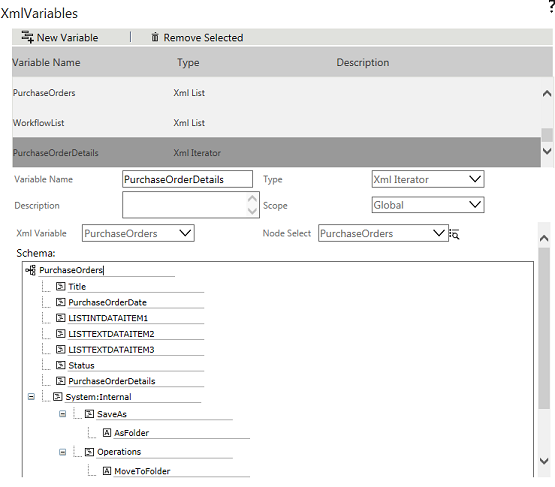 XmlVariables ?
New Variable | Remove Selected
Variable Name Type Description
PurchaseOrders Xml List
WorkflowList Xml List
PurchaseOrderDetails Xml Iterator
Variable Name PurchaseOrderDetails Type Xml Iterator
Description Scope Global
Xml Variable PurchaseOrders Node Select PurchaseOrders
Schema:
PurchaseOrders
Title
PurchaseOrderDate
LISTINTDATAITEM1
LISTTEXTDATAITEM2
LISTTEXTDATAITEM3
Status
PurchaseOrderDetails
System:Internal
SaveAs
A AsFolder
Operations
A MoveToFolder